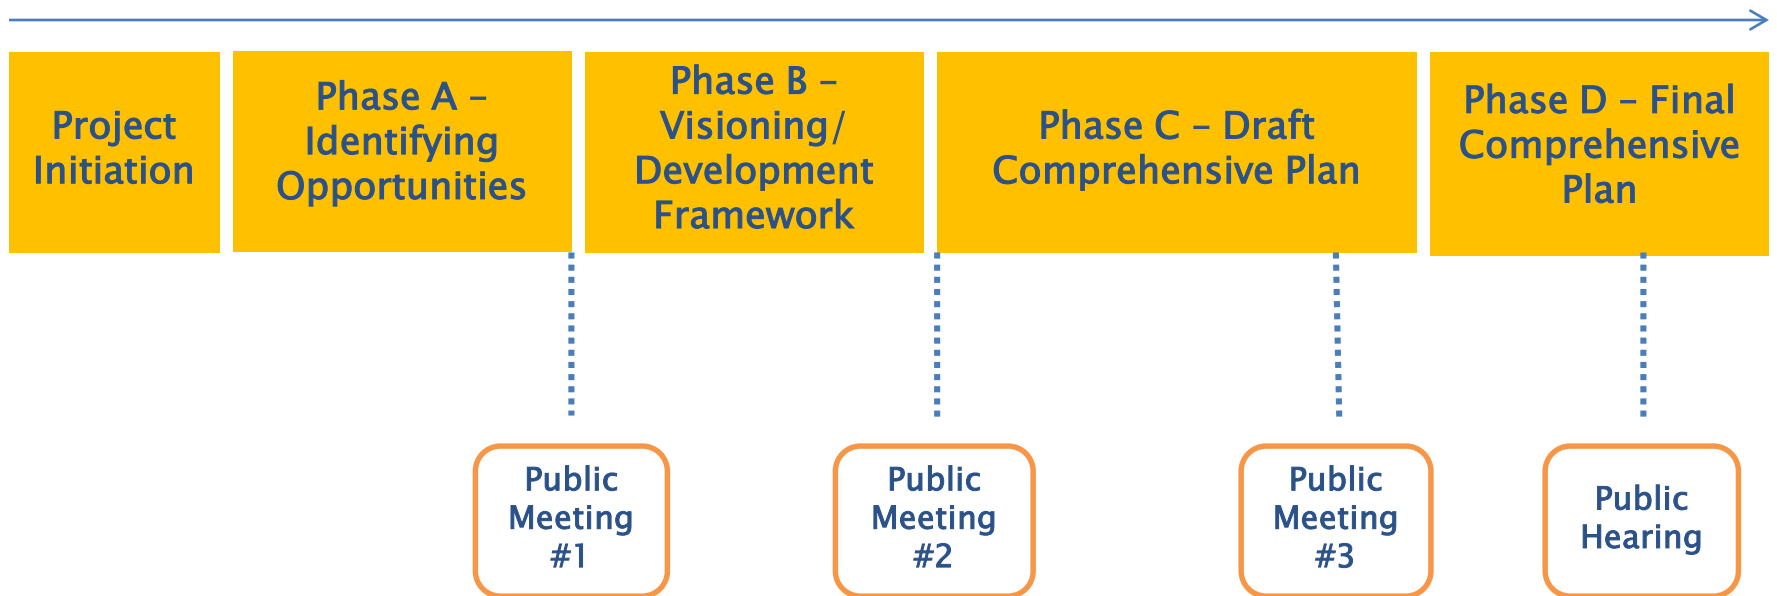 Project
Initiation
Phase A –
Identifying
Opportunities
Phase B –
Visioning/
Development
Framework
Phase C – Draft
Comprehensive Plan
Phase D – Final
Comprehensive
Plan
Public
Meeting
#1
Public
Meeting
#2
Public
Meeting
#3
Public
Hearing